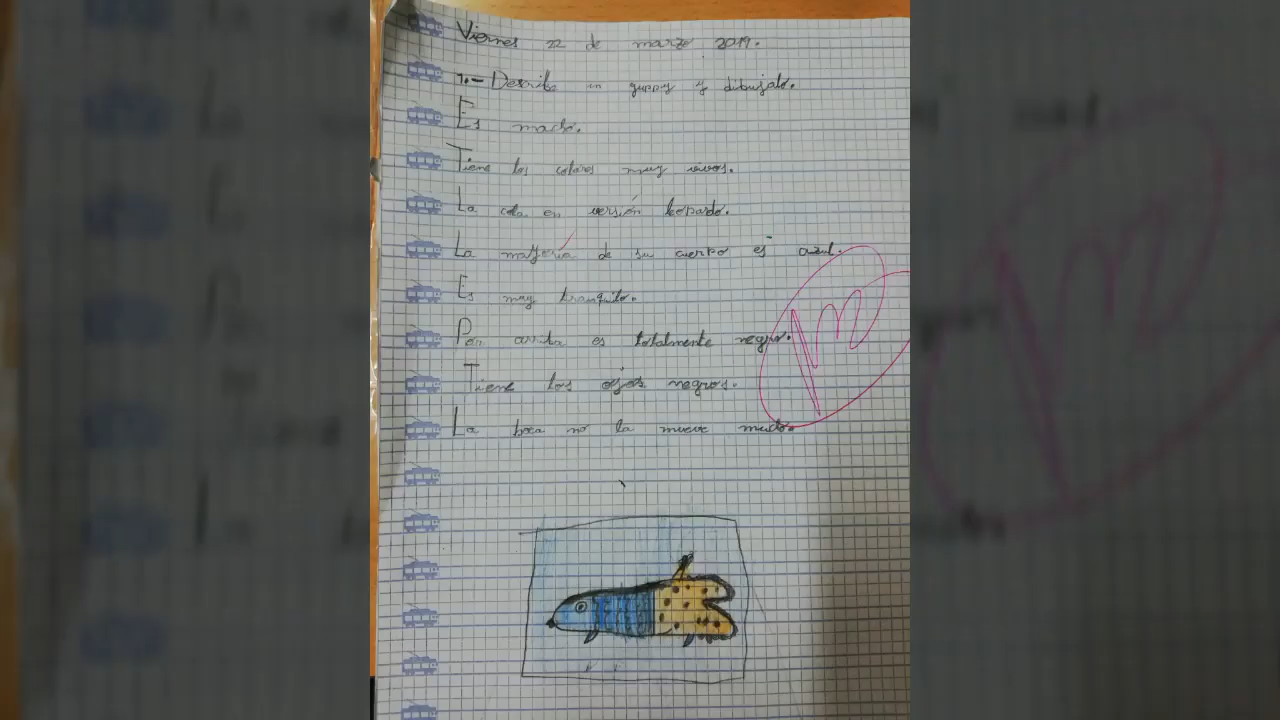 Viernes 22 de marzo 2019.
1.- Describe un guppy y dibujalo.
Es macho.
Tiene los colores muy vivos.
La cola en versión leopardo.
La mayoría de su cuerpo es azul.
Es muy tranquilo.
Por arriba es totalmente negro.
Tiene los ojos negros.
La boca no la mueve mucho.